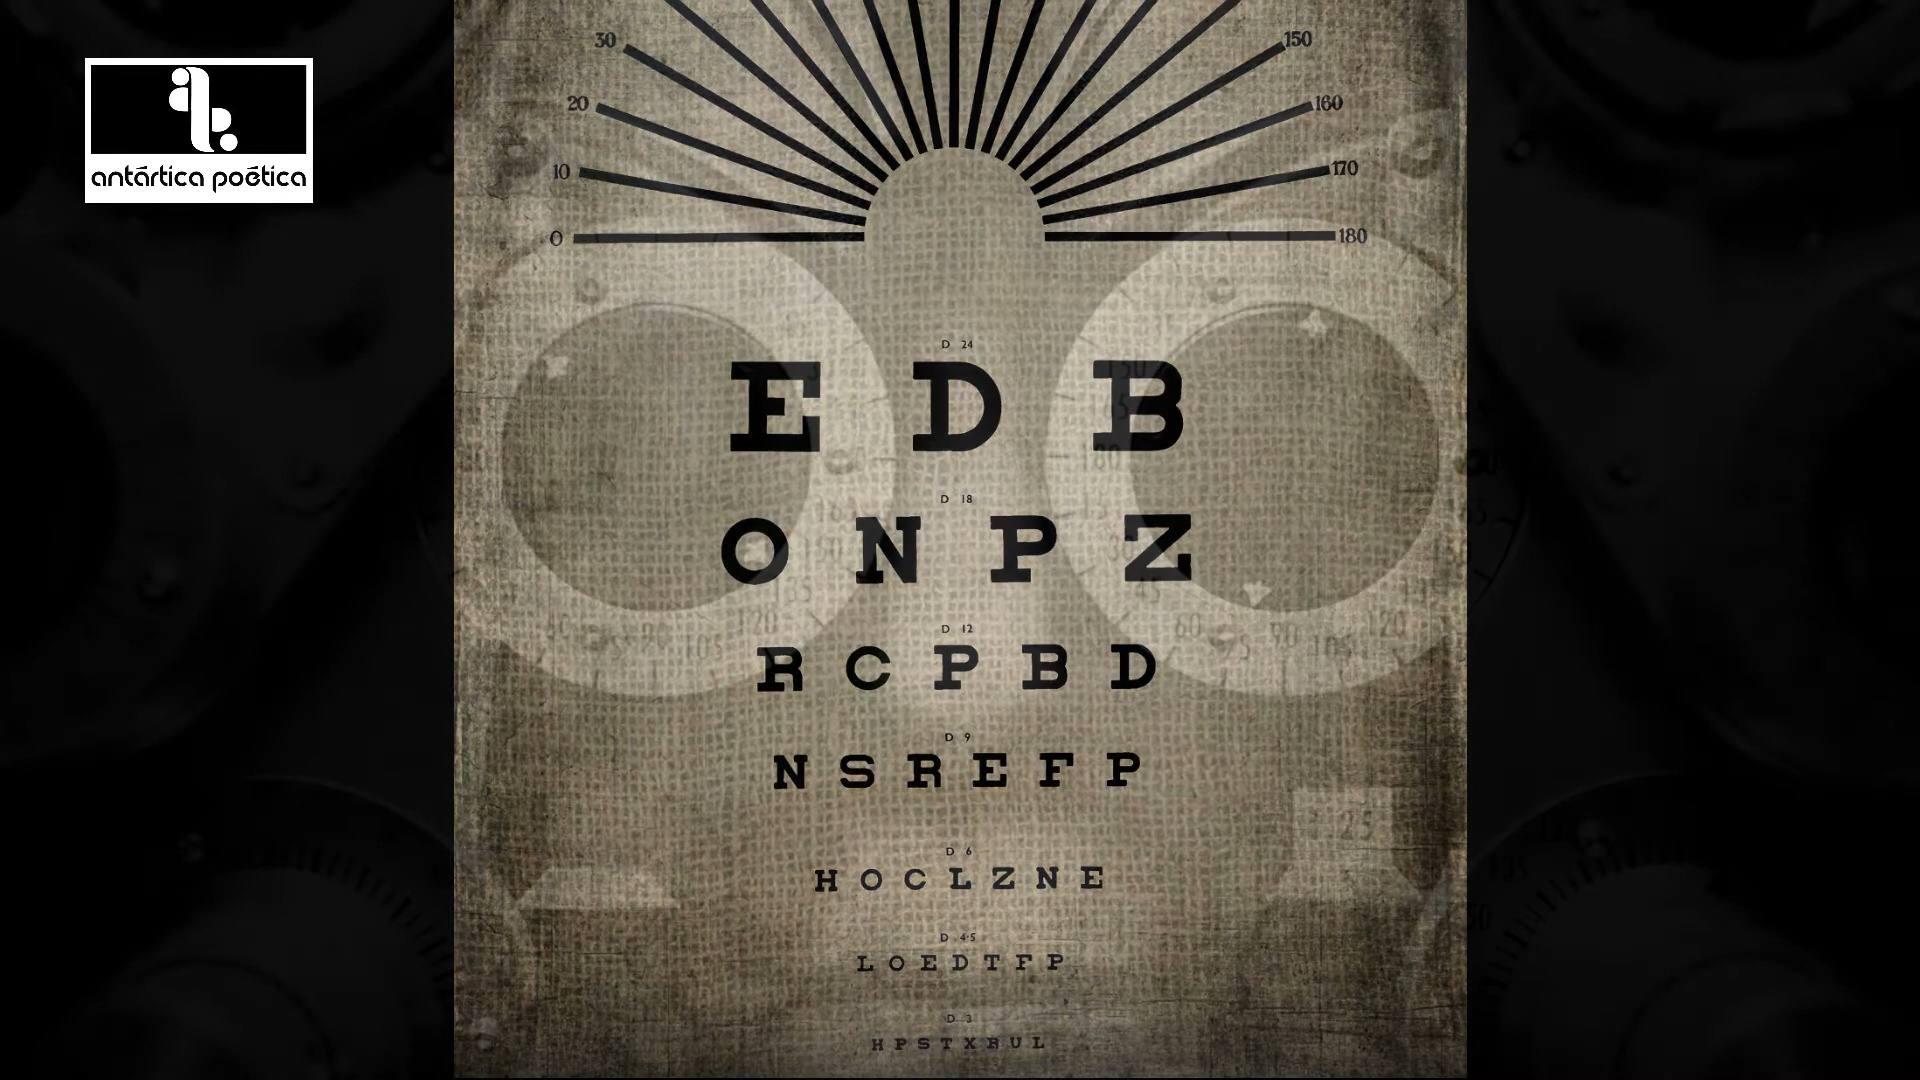 antártica poética
30 150
20 160
10 170
0 180
D 24
E D B
D 18
O N P Z
D 12
R C P B D
D 9
N S R E F P
D 6
H O C L Z N E
D 4·5
L O E D T F P
D 3
H P S T X R U L